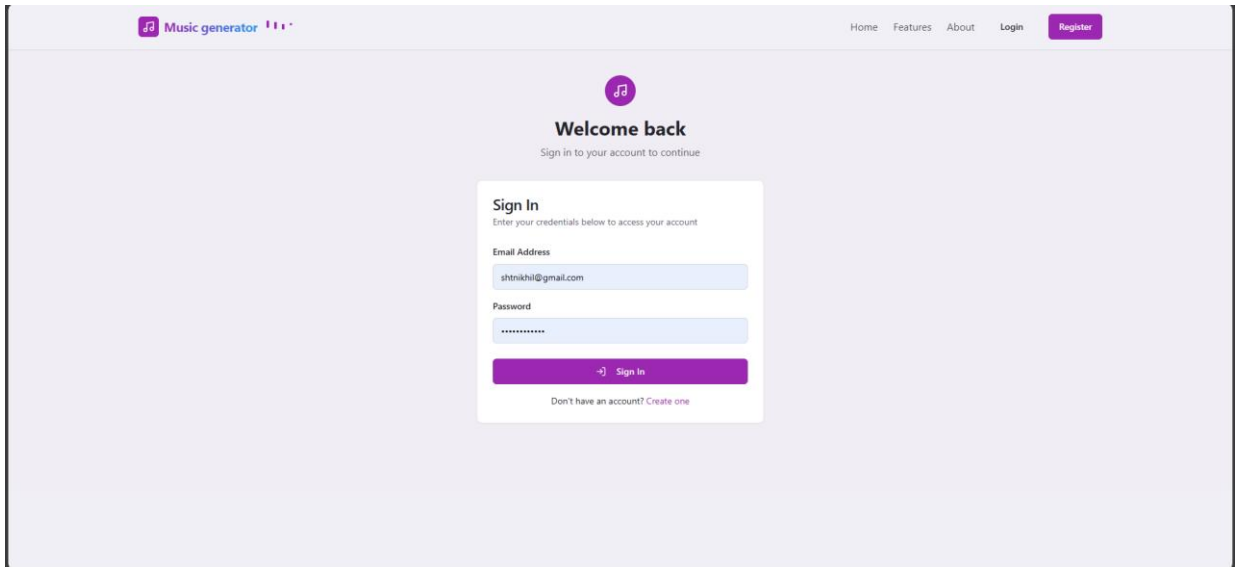 Music generator
Home Features About Login Register
Welcome back
Sign in to your account to continue
Sign In
Enter your credentials below to access your account
Email Address
shtnikhil@gmail.com
Password
••••••••••••
Sign In
Don't have an account? Create one